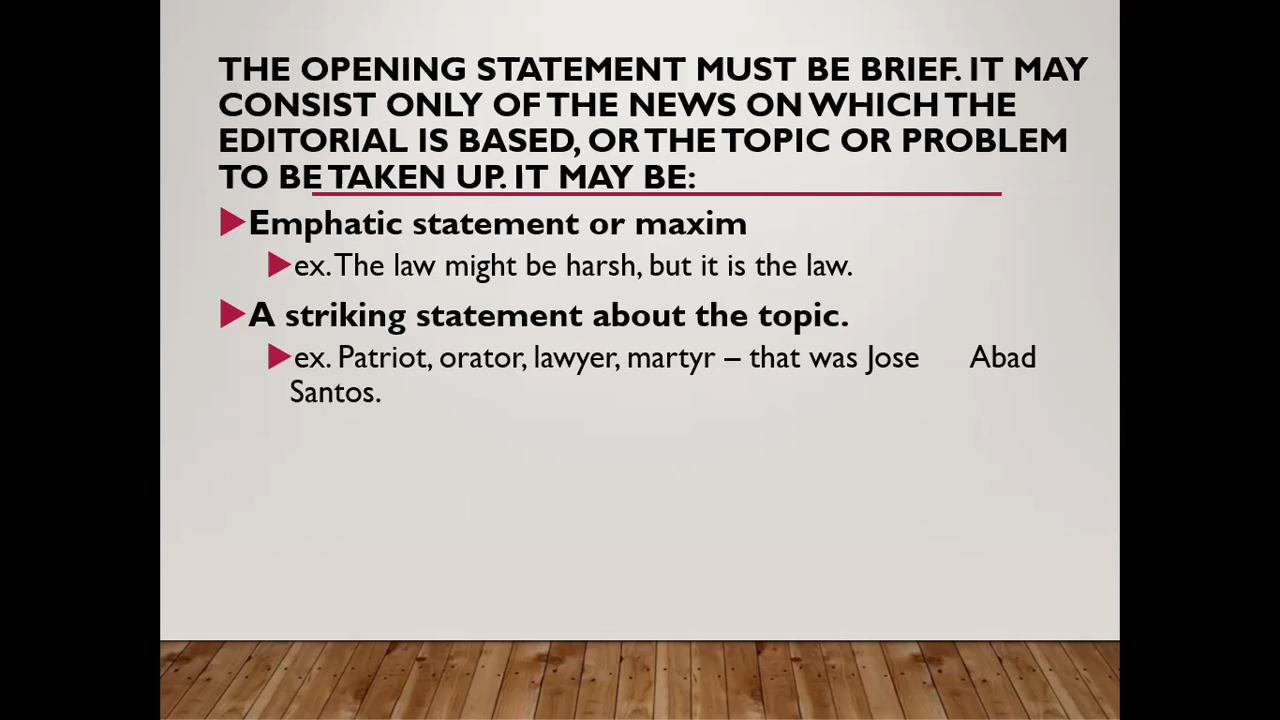 THE OPENING STATEMENT MUST BE BRIEF. IT MAY
CONSIST ONLY OF THE NEWS ON WHICH THE
EDITORIAL IS BASED, OR THE TOPIC OR PROBLEM
TO BE TAKEN UP. IT MAY BE:
Emphatic statement or maxim
ex. The law might be harsh, but it is the law.
A striking statement about the topic.
ex. Patriot, orator, lawyer, martyr – that was Jose Abad
Santos.